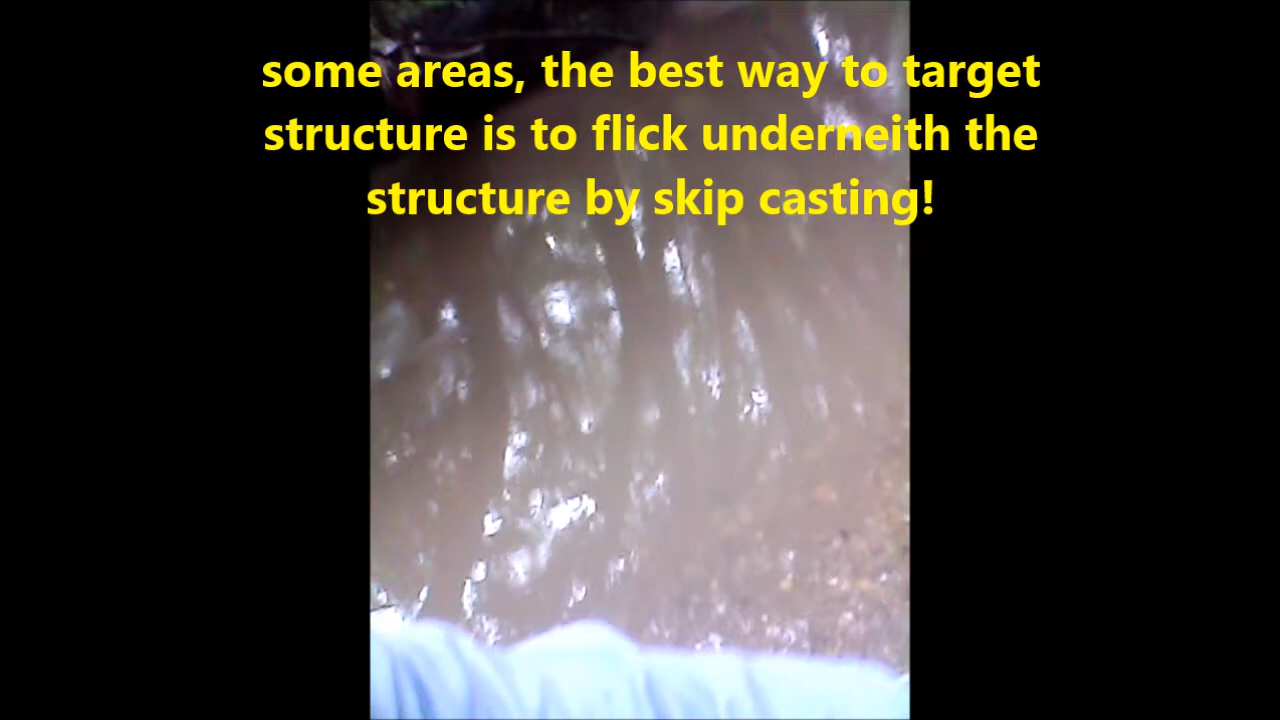 some areas, the best way to target
structure is to flick underneith the
structure by skip casting!